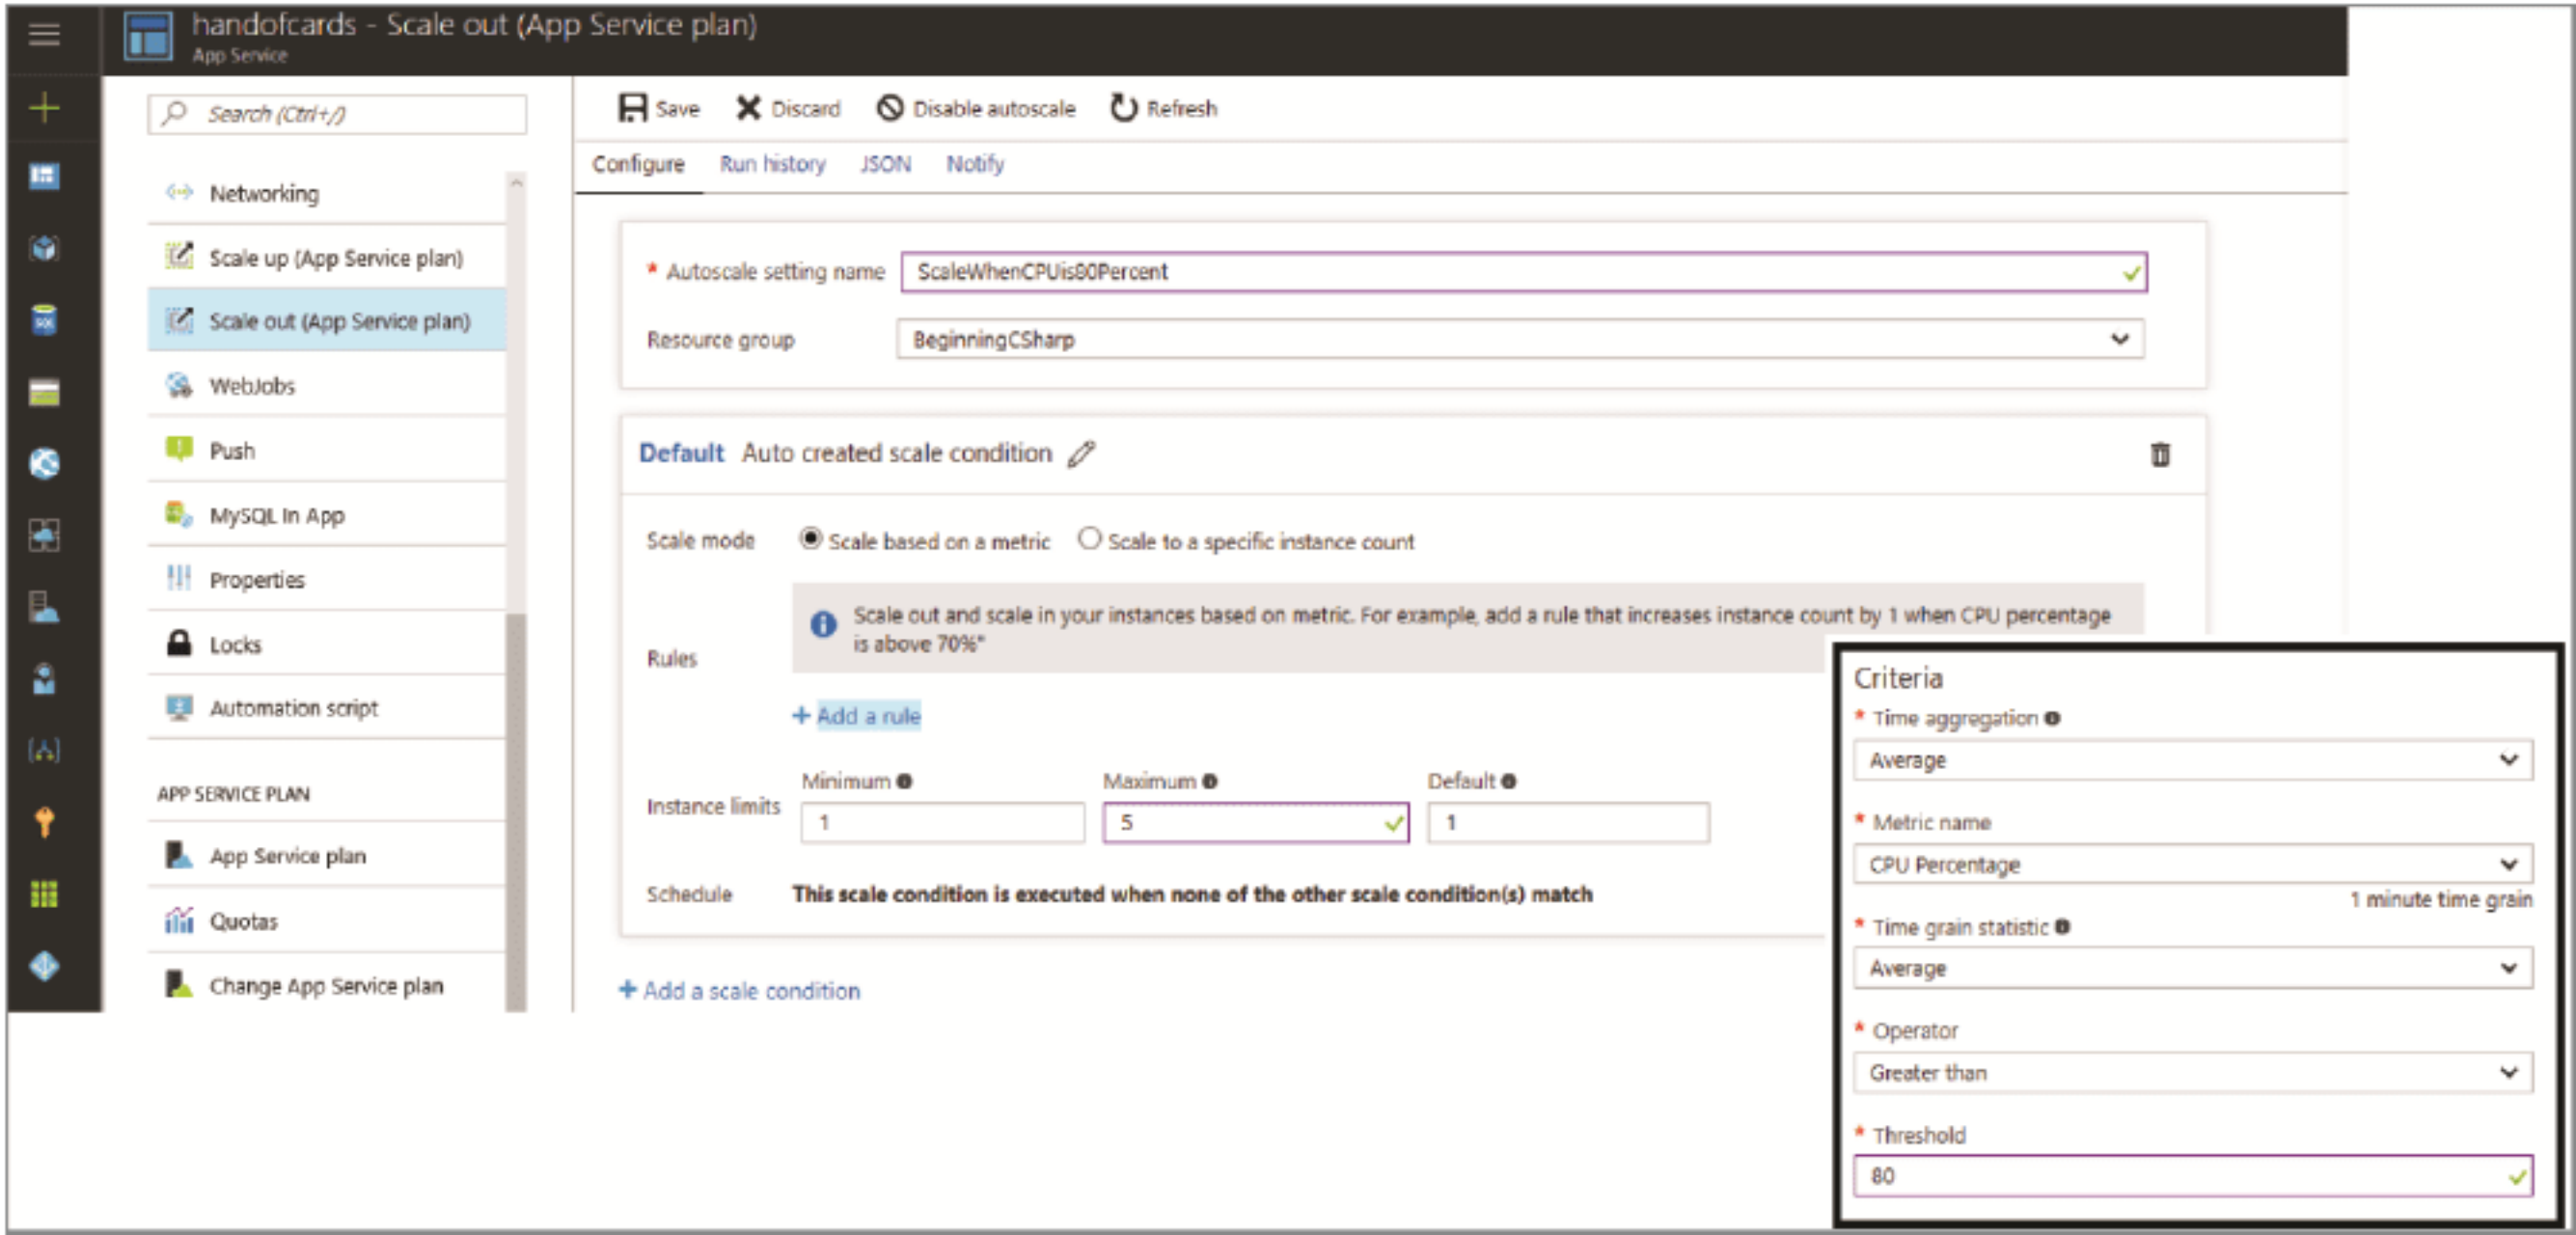 handofcards - Scale out (App Service plan)
App Service
Search (Ctrl+/)
Networking
Scale up (App Service plan)
Scale out (App Service plan)
WebJobs
Push
MySQL In App
Properties
Locks
Automation script
APP SERVICE PLAN
App Service plan
Quotas
Change App Service plan
Save Discard Disable autoscale Refresh
Configure Run history JSON Notify
* Autoscale setting name ScaleWhenCPUis80Percent
Resource group BeginningCSharp
Default Auto created scale condition
Scale mode Scale based on a metric Scale to a specific instance count
Rules
Scale out and scale in your instances based on metric. For example, add a rule that increases instance count by 1 when CPU percentage
is above 70%"
+ Add a rule
Instance limits
Minimum Maximum Default
1 5 1
Schedule This scale condition is executed when none of the other scale condition(s) match
+ Add a scale condition
Criteria
* Time aggregation
Average
* Metric name
CPU Percentage
1 minute time grain
* Time grain statistic
Average
* Operator
Greater than
* Threshold
80